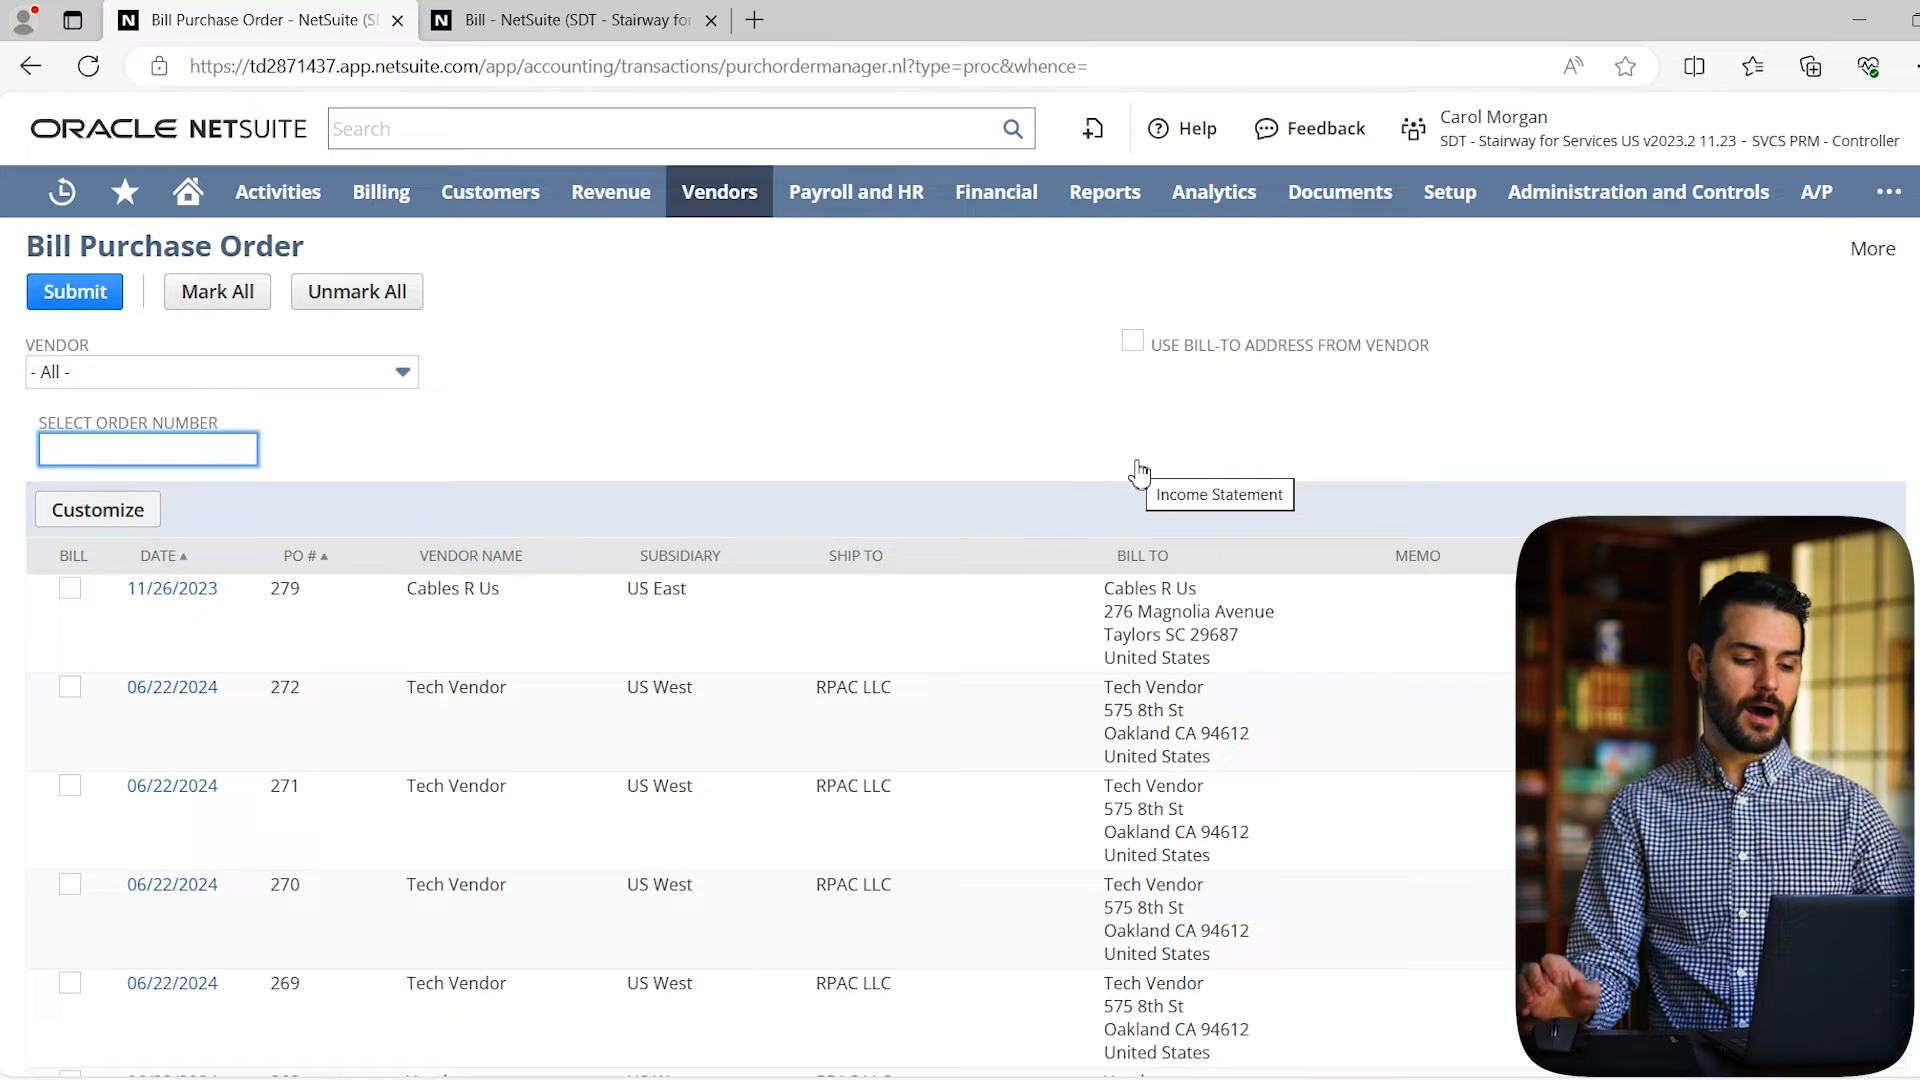 Bill Purchase Order - NetSuite (S
Bill - NetSuite (SDT - Stairway for
https://td2871437.app.netsuite.com/app/accounting/transactions/purchordermanager.nl?type=proc&whence=
ORACLE NETSUITE
Search
Help
Feedback
Carol Morgan
SDT - Stairway for Services US v2023.2 11.23 - SVCS PRM - Controller
Activities Billing Customers Revenue Vendors Payroll and HR Financial Reports Analytics Documents Setup Administration and Controls A/P
Bill Purchase Order
More
Submit Mark All Unmark All
VENDOR
- All -
USE BILL-TO ADDRESS FROM VENDOR
SELECT ORDER NUMBER
Income Statement
Customize
BILL DATE PO # VENDOR NAME SUBSIDIARY SHIP TO BILL TO MEMO
11/26/2023 279 Cables R Us US East Cables R Us
276 Magnolia Avenue
Taylors SC 29687
United States
06/22/2024 272 Tech Vendor US West RPAC LLC Tech Vendor
575 8th St
Oakland CA 94612
United States
06/22/2024 271 Tech Vendor US West RPAC LLC Tech Vendor
575 8th St
Oakland CA 94612
United States
06/22/2024 270 Tech Vendor US West RPAC LLC Tech Vendor
575 8th St
Oakland CA 94612
United States
06/22/2024 269 Tech Vendor US West RPAC LLC Tech Vendor
575 8th St
Oakland CA 94612
United States